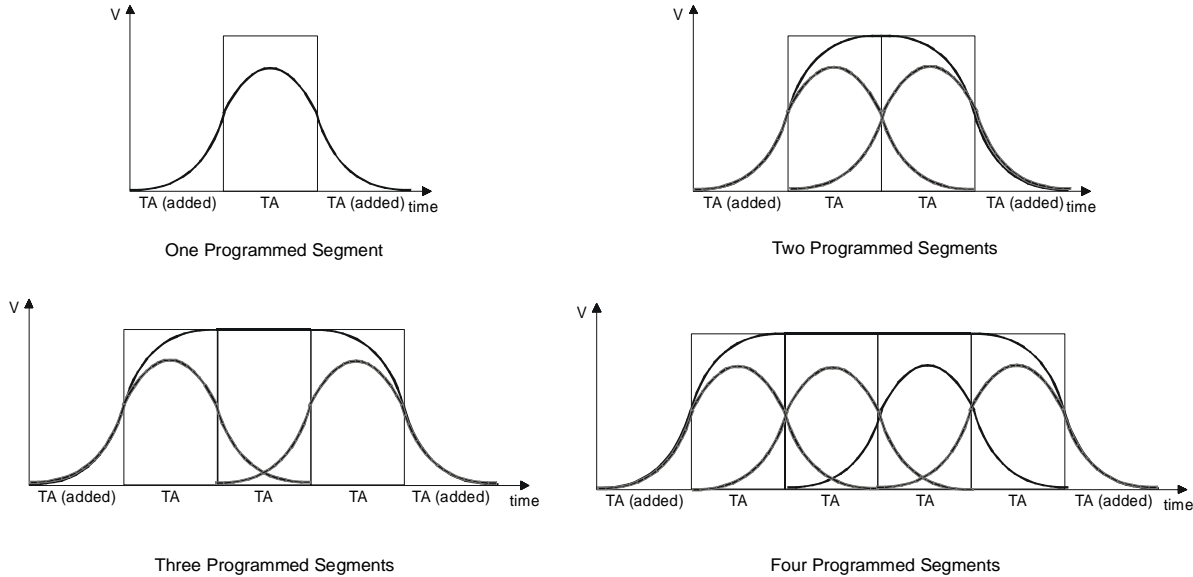 V
TA (added) TA TA (added) time
One Programmed Segment
V
TA (added) TA TA TA (added) time
Two Programmed Segments
V
TA (added) TA TA TA TA (added) time
Three Programmed Segments
V
TA (added) TA TA TA TA TA (added) time
Four Programmed Segments